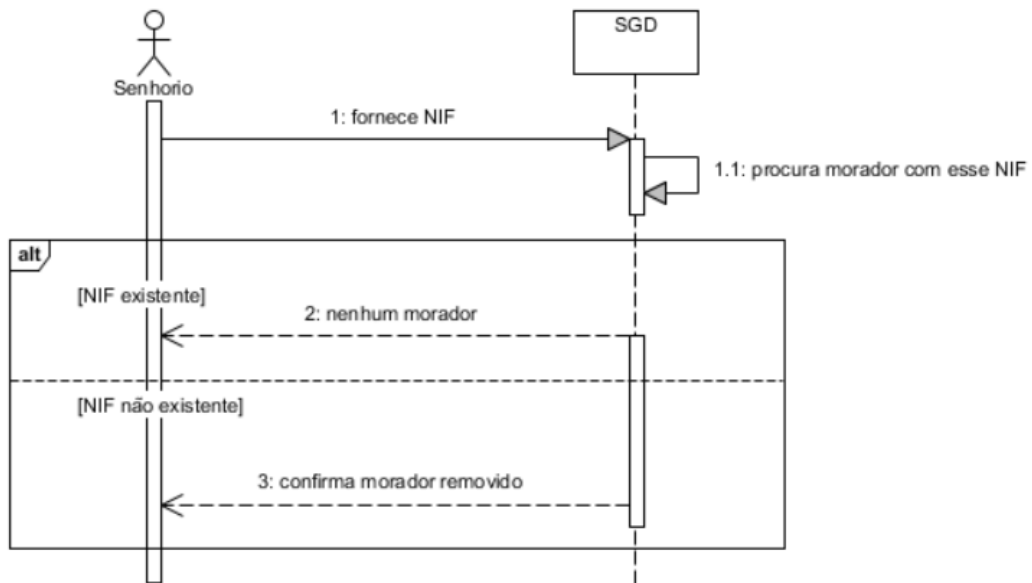 SGD
Senhorio
1: fornece NIF
1.1: procura morador com esse NIF
alt
[NIF existente]
2: nenhum morador
[NIF não existente]
3: confirma morador removido